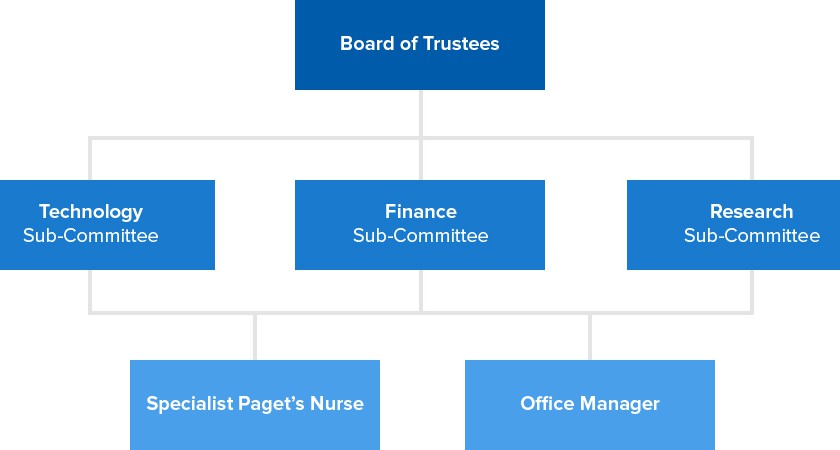 Board of Trustees
Technology
Sub-Committee
Finance
Sub-Committee
Research
Sub-Committee
Specialist Paget’s Nurse
Office Manager